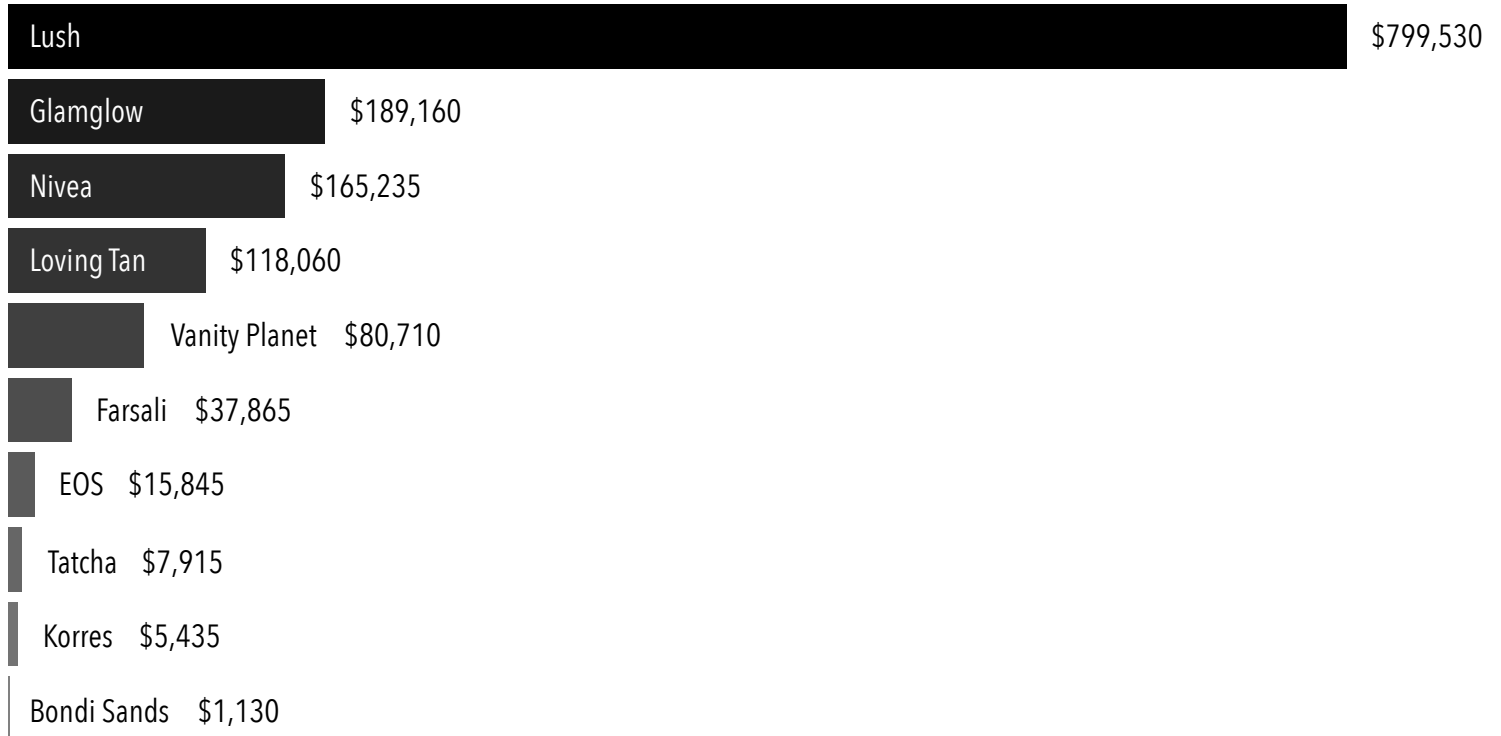 Lush $799,530
Glamglow $189,160
Nivea $165,235
Loving Tan $118,060
Vanity Planet $80,710
Farsali $37,865
EOS $15,845
Tatcha $7,915
Korres $5,435
Bondi Sands $1,130